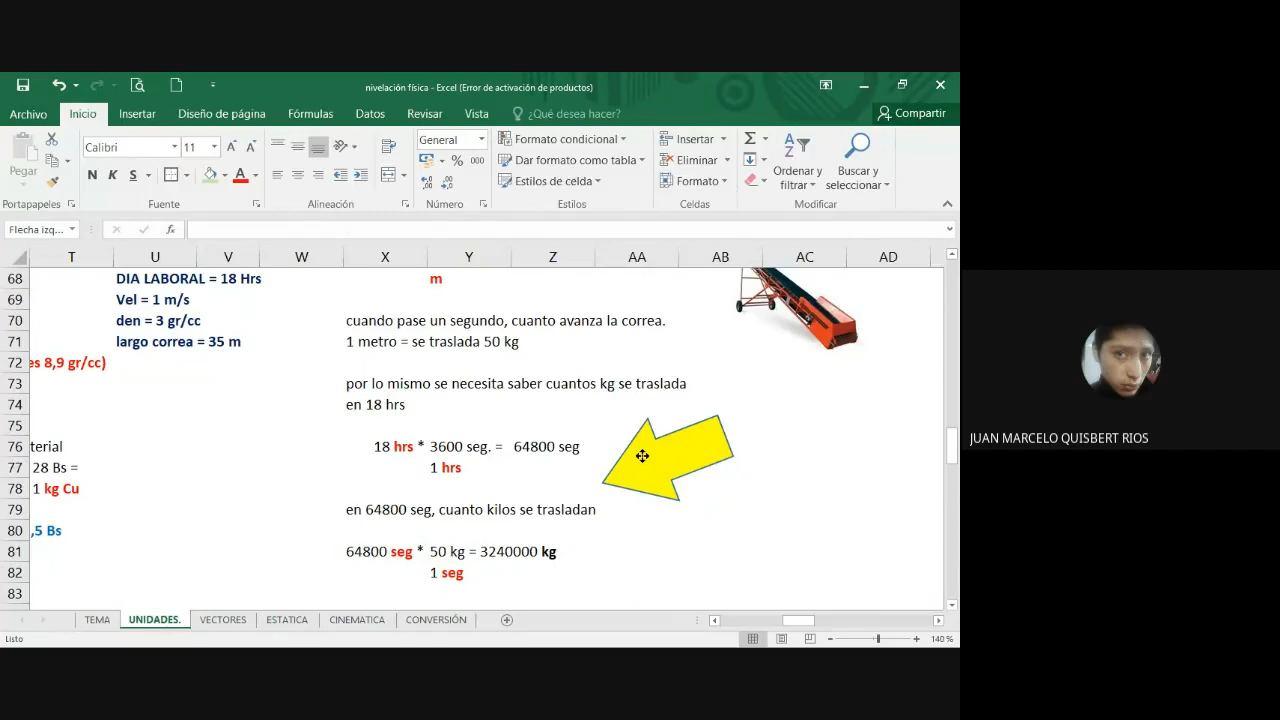 nivelación física - Excel (Error de activación de productos)
Archivo
Inicio
Insertar
Diseño de página
Fórmulas
Datos
Revisar
Vista
¿Qué desea hacer?
Compartir
Pegar
Calibri
11
N K S
A
General
% 000
Formato condicional
Dar formato como tabla
Estilos de celda
Insertar
Eliminar
Formato
Ordenary
filtrar
Buscar y
seleccionar
Portapapeles
Fuente
Alineación
Número
Estilos
Celdas
Modificar
Flecha izq...
fx
T U V W X Y Z AA AB AC AD
68 DIA LABORAL = 18 Hrs m
69 Vel = 1 m/s
70 den = 3 gr/cc cuando pase un segundo, cuanto avanza la correa.
71 largo correa = 35 m 1 metro = se traslada 50 kg
72 es 8,9 gr/cc)
73 por lo mismo se necesita saber cuantos kg se traslada
74 en 18 hrs
75
76 terial 18 hrs * 3600 seg. = 64800 seg
77 28 Bs = 1 hrs
78 1 kg Cu
79 en 64800 seg, cuanto kilos se trasladan
80 ,5 Bs
81 64800 seg * 50 kg = 3240000 kg
82 1 seg
83
TEMA
UNIDADES.
VECTORES
ESTATICA
CINEMATICA
CONVERSIÓN
Listo
140 %
JUAN MARCELO QUISBERT RIOS